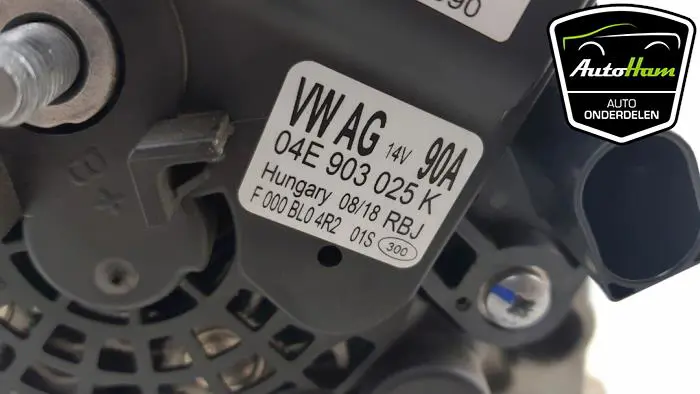 90
AutoHam
AUTO
ONDERDELEN
VW AG 14V 90A
04E 903 025 K
Hungary 08/18 RBJ
F 000 BL0 4R2 01S 300
B+